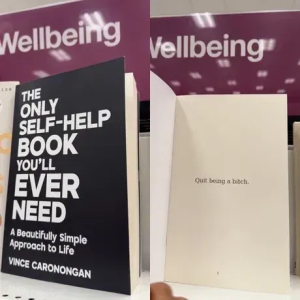 Wellbeing
THE
ONLY
SELF-HELP
BOOK
YOU'LL
EVER
NEED
A Beautifully Simple
Approach to Life
VINCE CARONONGAN
Wellbeing
Quit being a bitch.